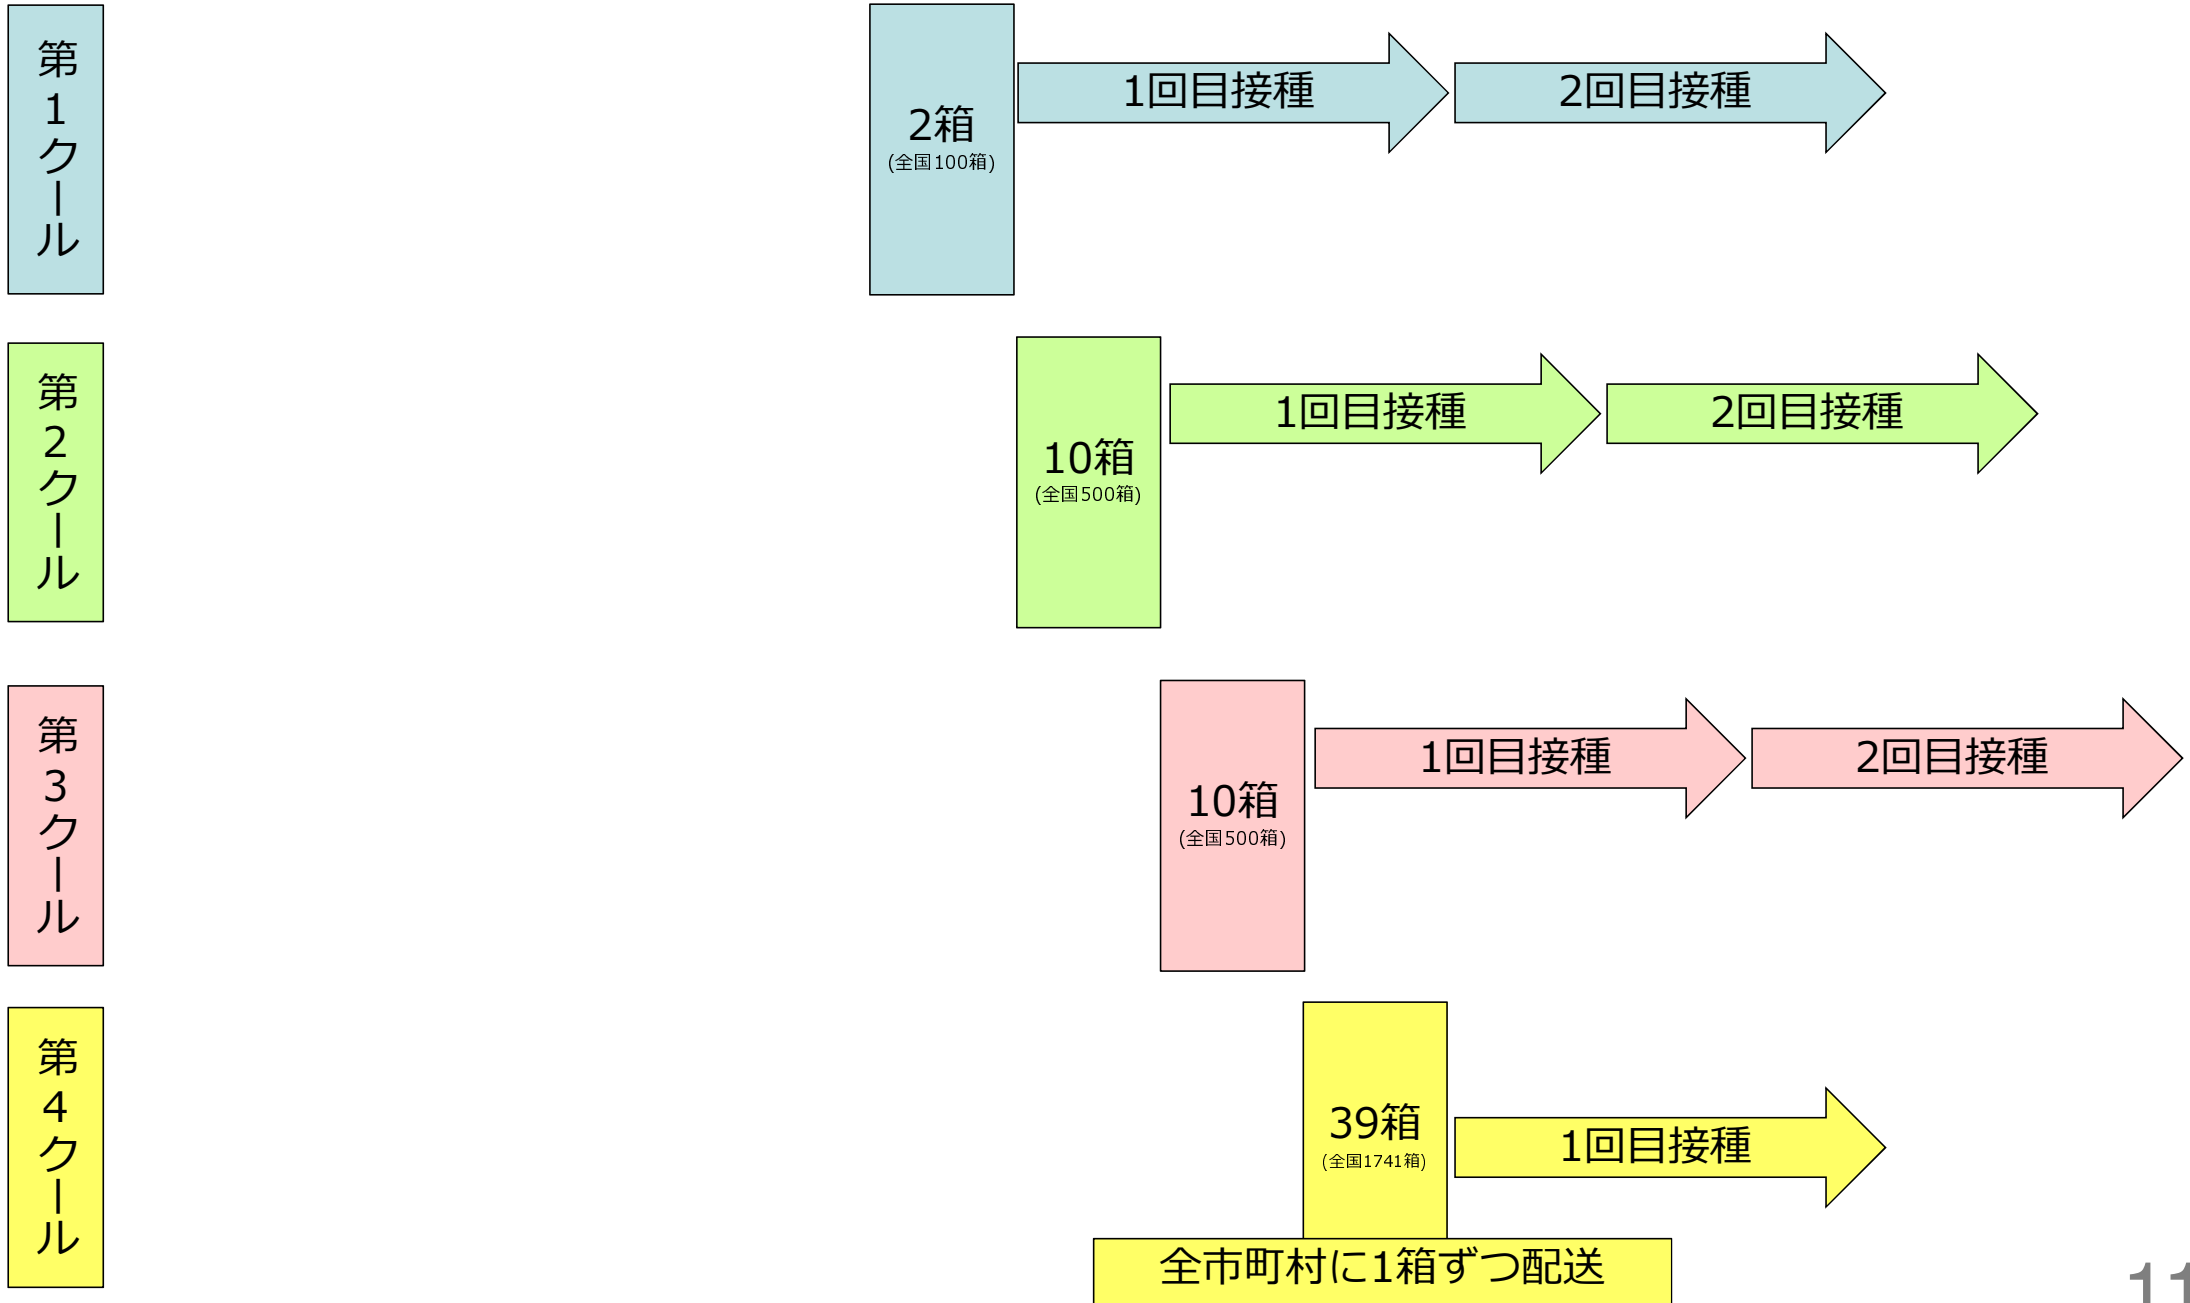 第1クール
2箱
(全国100箱)
1回目接種
2回目接種
第2クール
10箱
(全国500箱)
1回目接種
2回目接種
第3クール
10箱
(全国500箱)
1回目接種
2回目接種
第4クール
39箱
(全国1741箱)
1回目接種
全市町村に1箱ずつ配送
11